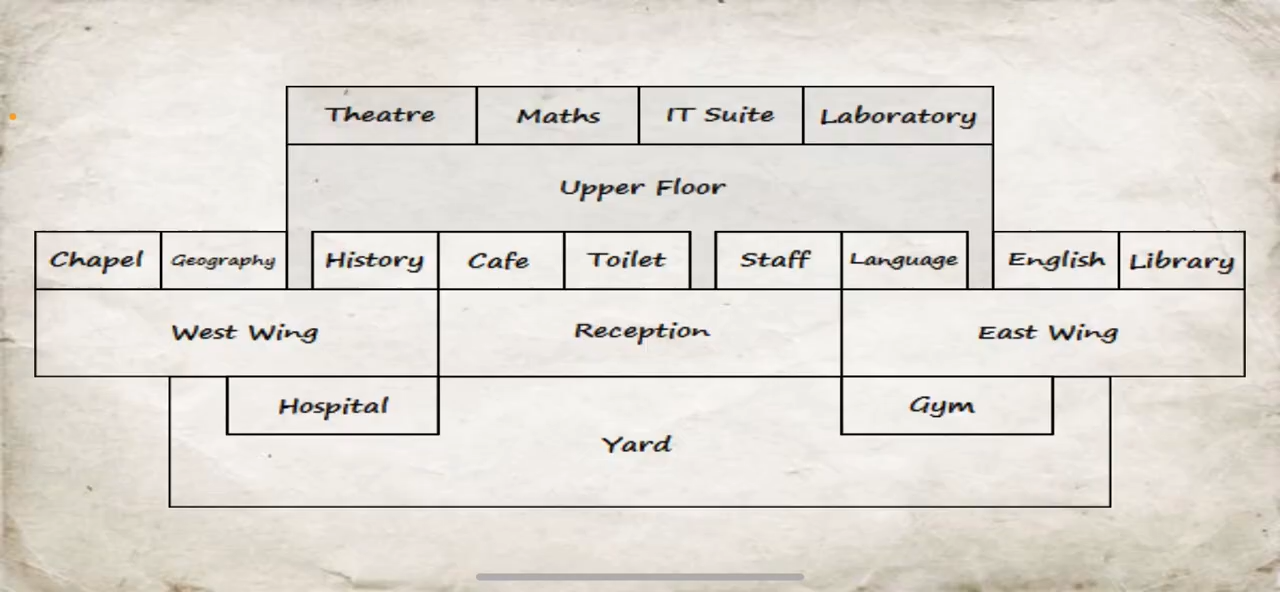 Theatre Maths IT Suite Laboratory
Upper Floor
Chapel Geography History Cafe Toilet Staff Language English Library
West Wing Reception East Wing
Hospital Gym
Yard